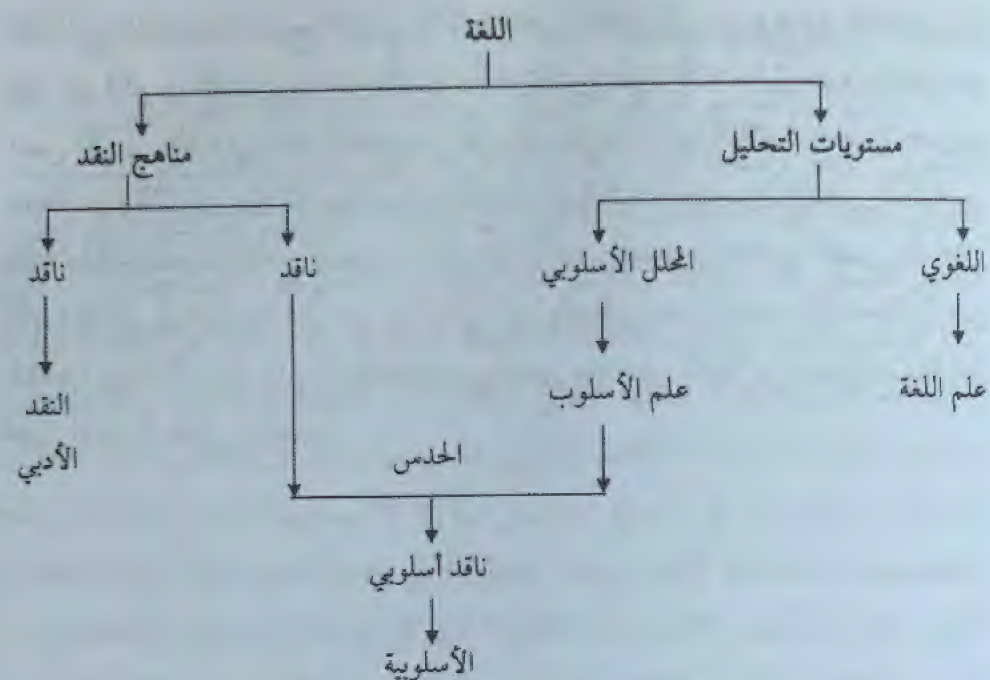 اللغة
مستويات التحليل
مناهج النقد
اللغوي
المحلل الأسلوبي
ناقد
ناقد
علم اللغة
علم الأسلوب
النقد
الأدبي
الحدس
ناقد أسلوبي
الأسلوبية